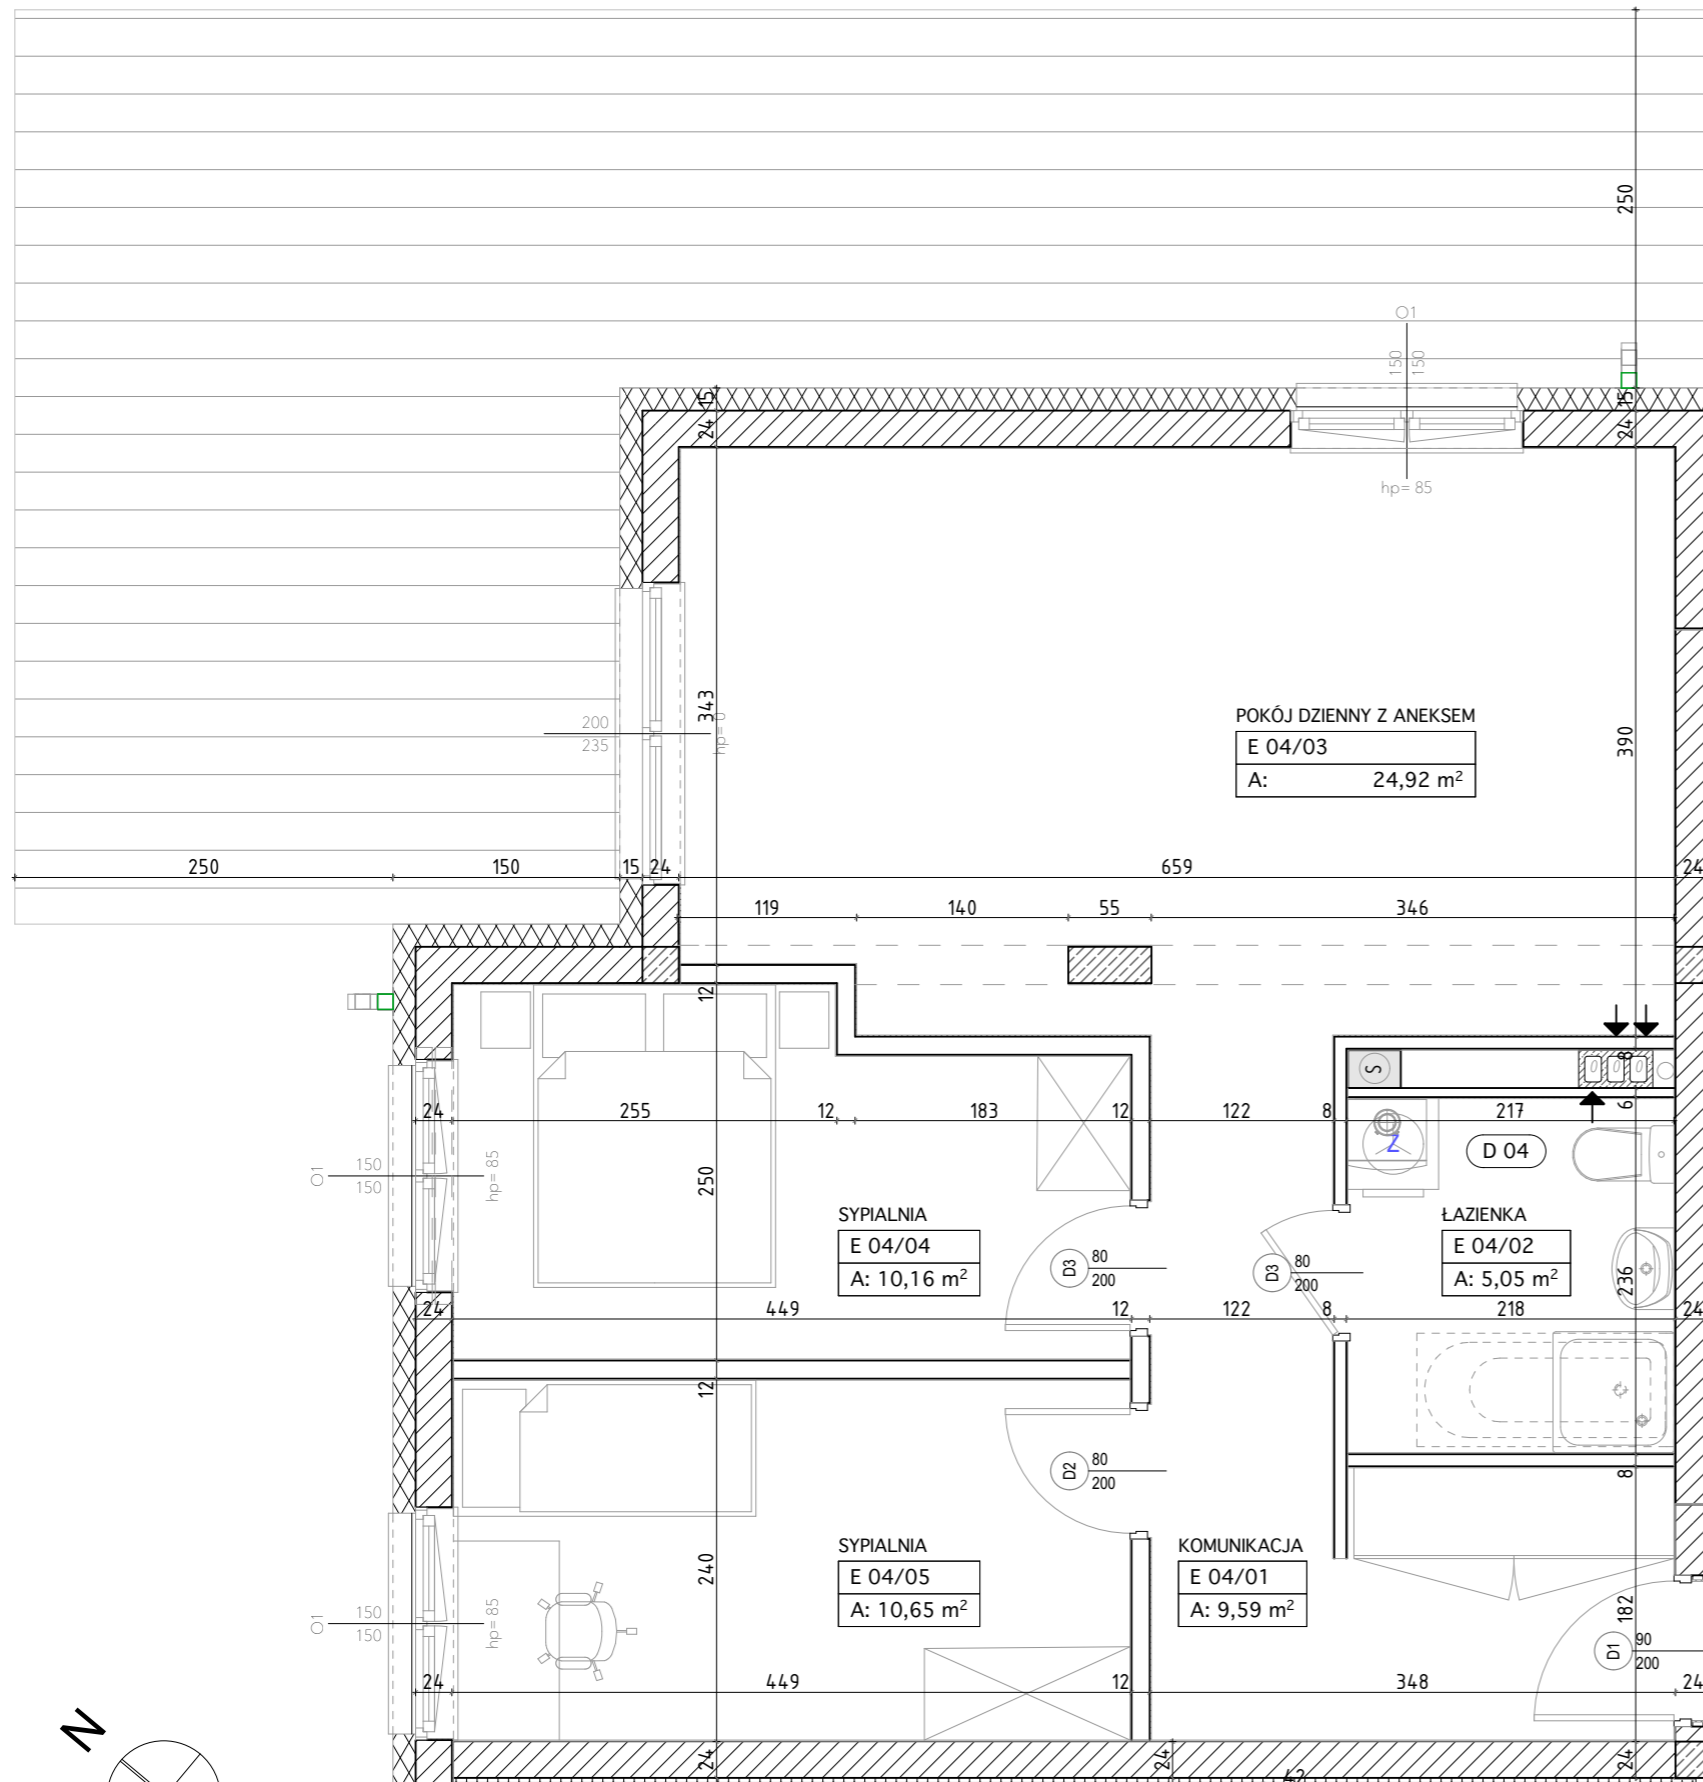 250
O1
150
150
15
24
15
24
hp= 85
343
200
235
hp= 0
POKÓJ DZIENNY Z ANEKSEM
E 04/03
A: 24,92 m²
390
250
150
15
24
659
24
119
140
55
346
12
S
8
24
255
12
183
12
122
8
217
6
Z
D 04
O1
150
150
hp= 85
250
SYPIALNIA
E 04/04
A: 10,16 m²
D3
80
200
D3
80
200
ŁAZIENKA
E 04/02
A: 5,05 m²
236
24
449
12
122
8
218
24
12
D2
80
200
8
O1
150
150
hp= 85
240
SYPIALNIA
E 04/05
A: 10,65 m²
KOMUNIKACJA
E 04/01
A: 9,59 m²
182
D1
90
200
24
449
12
348
24
N
24
24
24
42